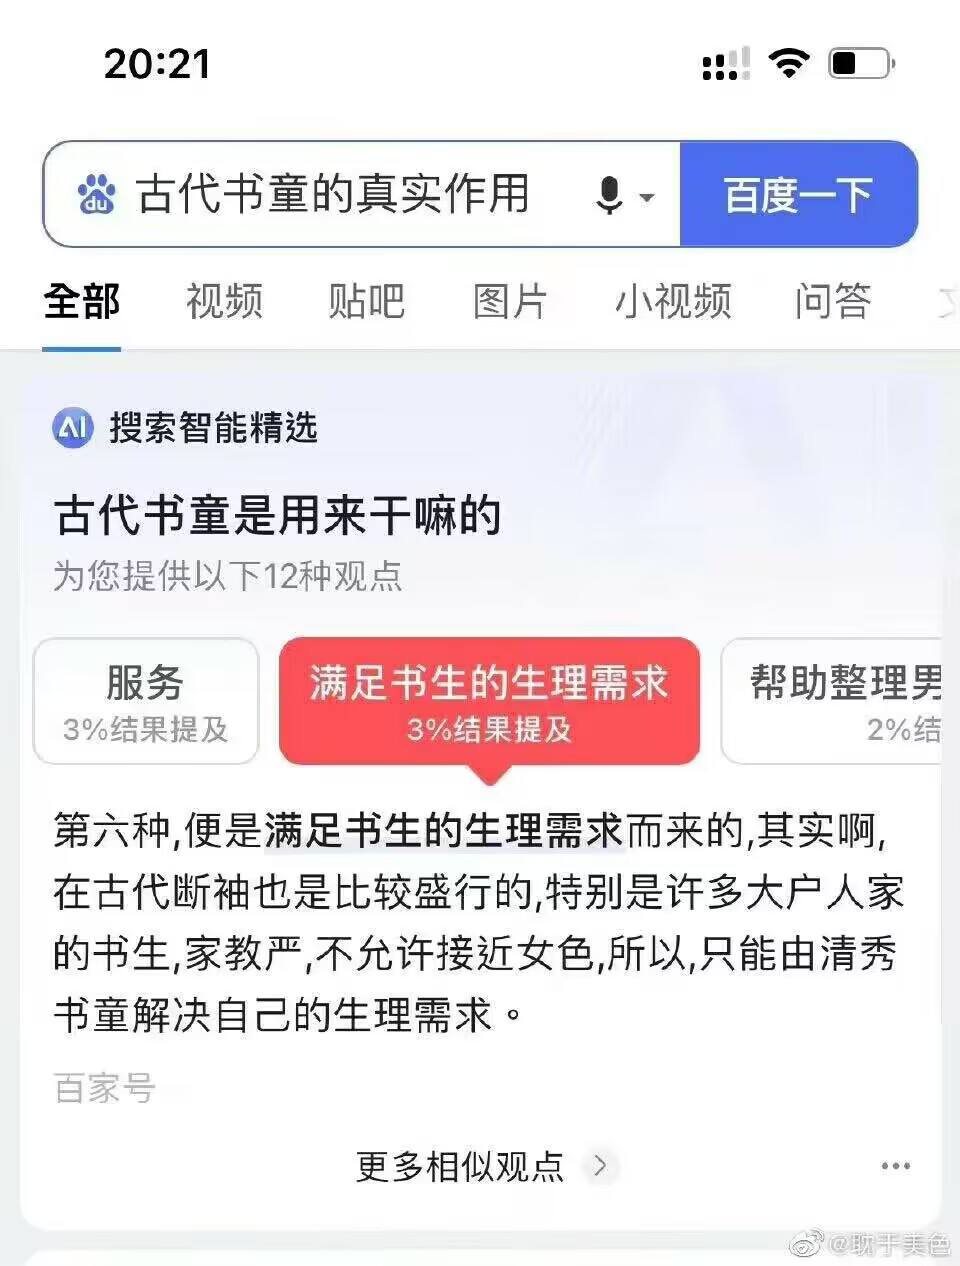 20:21
du 古代书童的真实作用 百度一下
全部 视频 贴吧 图片 小视频 问答
AI 搜索智能精选
古代书童是用来干嘛的
为您提供以下12种观点
服务 满足书生的生理需求 帮助整理男
3%结果提及 3%结果提及 2%结
第六种,便是满足书生的生理需求而来的,其实啊,
在古代断袖也是比较盛行的,特别是许多大户人家
的书生,家教严,不允许接近女色,所以,只能由清秀
书童解决自己的生理需求。
百家号
更多相似观点
@耽于美色